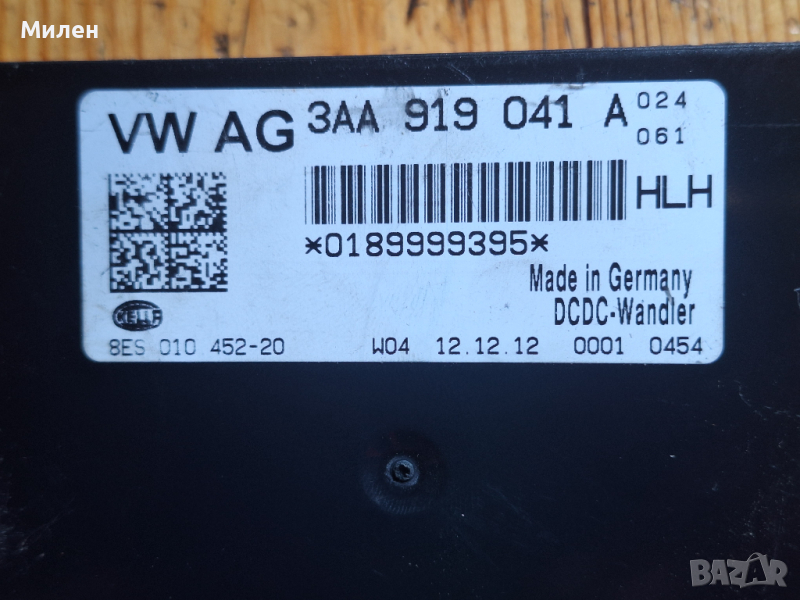 Милен
VW AG 3AA 919 041 A 024
061
HLH
*0189999395*
Made in Germany
DCDC-Wandler
HELLA
8ES 010 452-20 W04 12.12.12 0001 0454
BAZAR